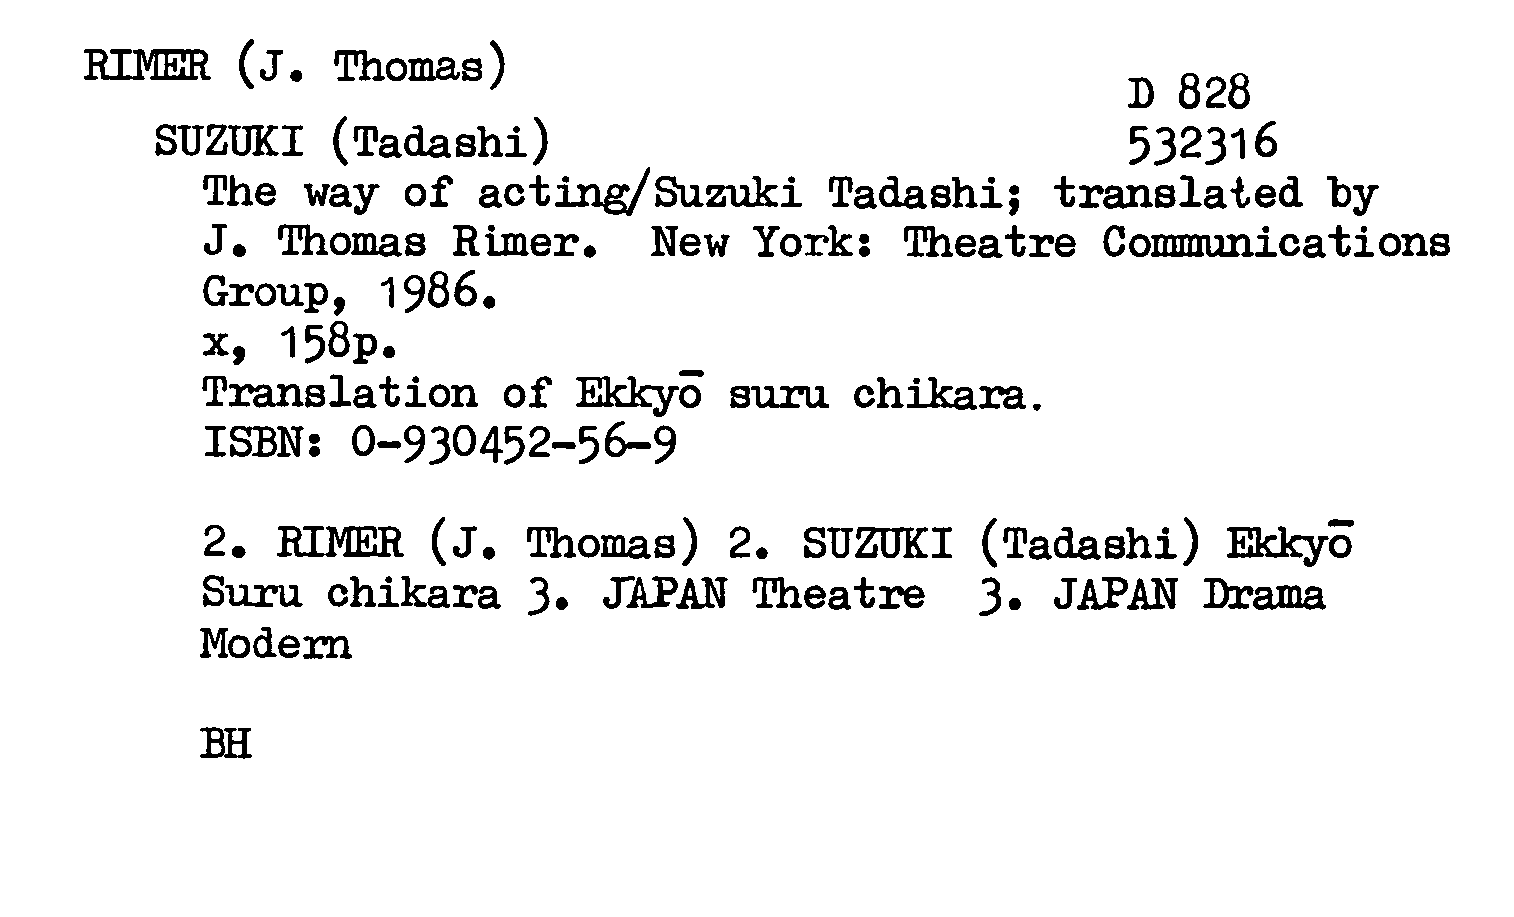 RIMER (J. Thomas)
D 828
SUZUKI (Tadashi)
532316
The way of acting/Suzuki Tadashi; translated by
J. Thomas Rimer. New York: Theatre Communications
Group, 1986.
x, 158p.
Translation of Ekkyō suru chikara.
ISBN: 0-930452-56-9
2. RIMER (J. Thomas) 2. SUZUKI (Tadashi) Ekkyō
Suru chikara 3. JAPAN Theatre 3. JAPAN Drama
Modern
BH